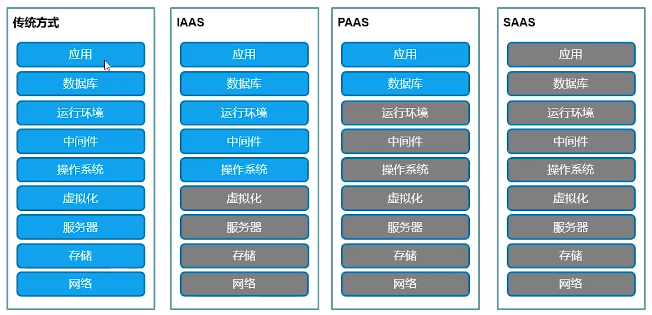 传统方式
应用
数据库
运行环境
中间件
操作系统
虚拟化
服务器
存储
网络
IAAS
应用
数据库
运行环境
中间件
操作系统
虚拟化
服务器
存储
网络
PAAS
应用
数据库
运行环境
中间件
操作系统
虚拟化
服务器
存储
网络
SAAS
应用
数据库
运行环境
中间件
操作系统
虚拟化
服务器
存储
网络